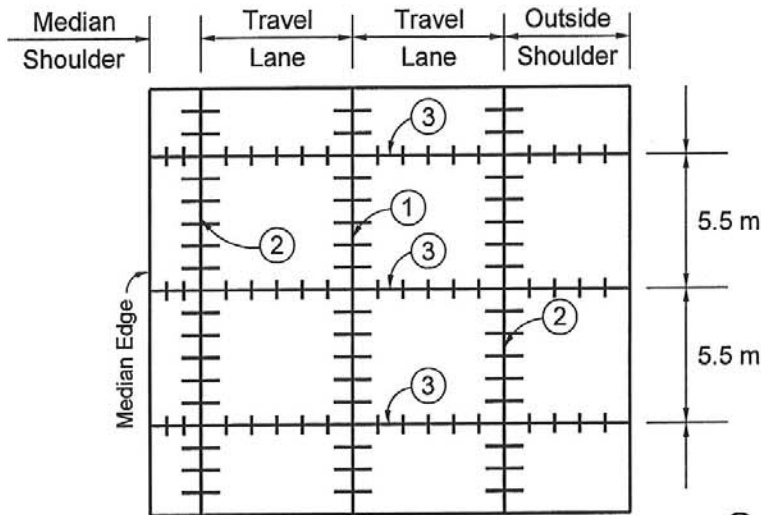 Median Travel Travel Outside
Shoulder Lane Lane Shoulder
3
1
5.5 m
2
3
2
5.5 m
Median Edge
3